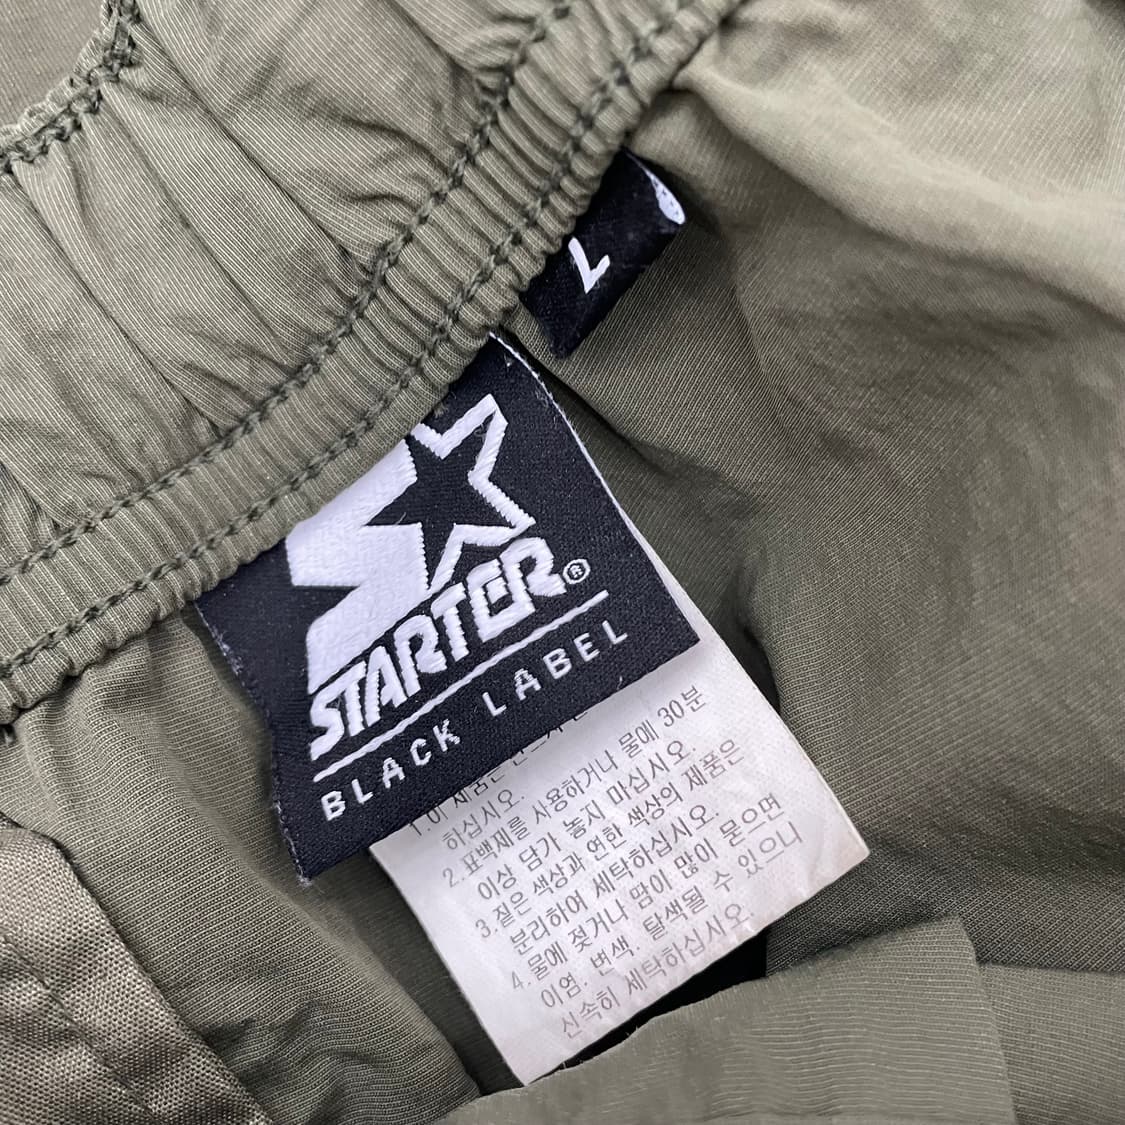 L
STARTER®
BLACK LABEL
1.이 제품은
하십시오.
2.표백제를 사용하거나 물에 30분
이상 담가 놓지 마십시오.
3.짙은 색상과 연한 색상의 제품은
분리하여 세탁하십시오.
4.물에 젖거나 땀이 많이 묻으면
이염. 변색. 탈색될 수 있으니
신속히 세탁하십시오.